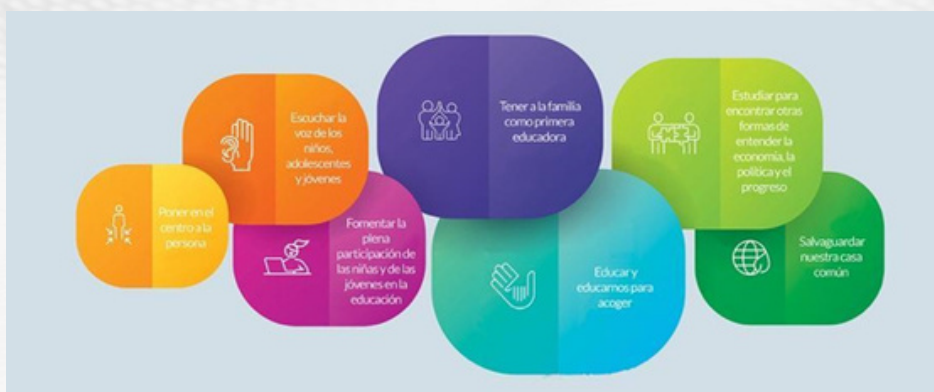 Poner en el
centro a la
persona
Escuchar la
voz de los
niños,
adolescentes
y jóvenes
Fomentar la
plena
participación de
las niñas y de las
jóvenes en la
educación
Tener a la familia
como primera
educadora
Educar y
educarnos para
acoger
Estudiar para
encontrar otras
formas de
entender la
economía, la
política y el
progreso
Salvaguardar
nuestra casa
común